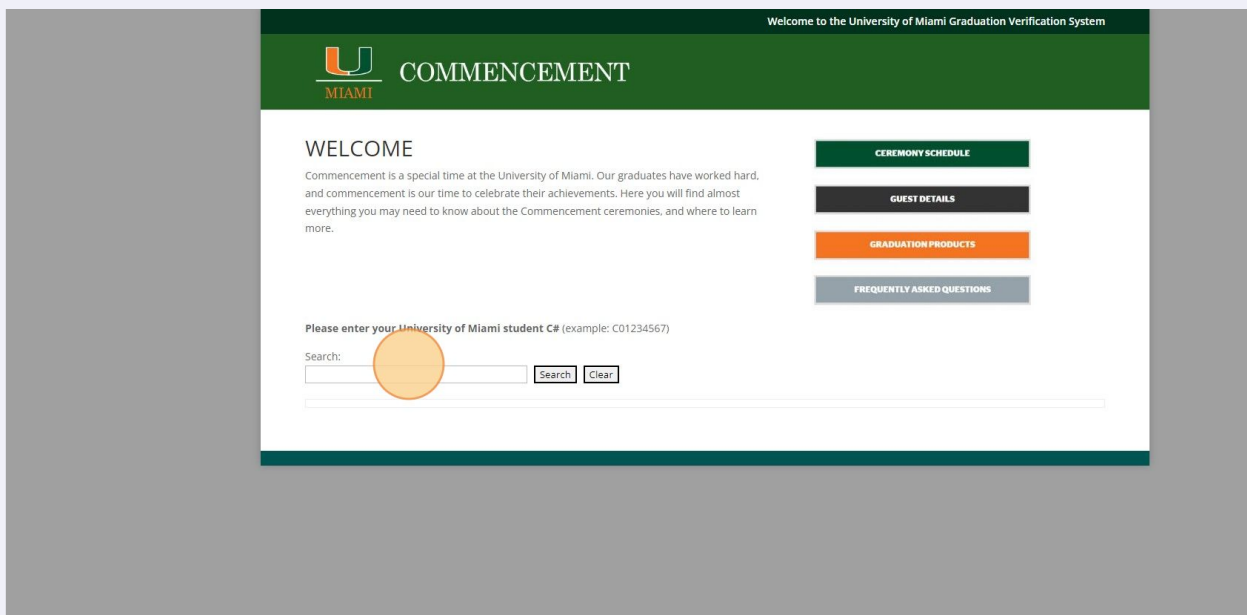 Welcome to the University of Miami Graduation Verification System
U
MIAMI
COMMENCEMENT
WELCOME
Commencement is a special time at the University of Miami. Our graduates have worked hard,
and commencement is our time to celebrate their achievements. Here you will find almost
everything you may need to know about the Commencement ceremonies, and where to learn
more.
CEREMONY SCHEDULE
GUEST DETAILS
GRADUATION PRODUCTS
FREQUENTLY ASKED QUESTIONS
Please enter your University of Miami student C# (example: C01234567)
Search:
Search Clear